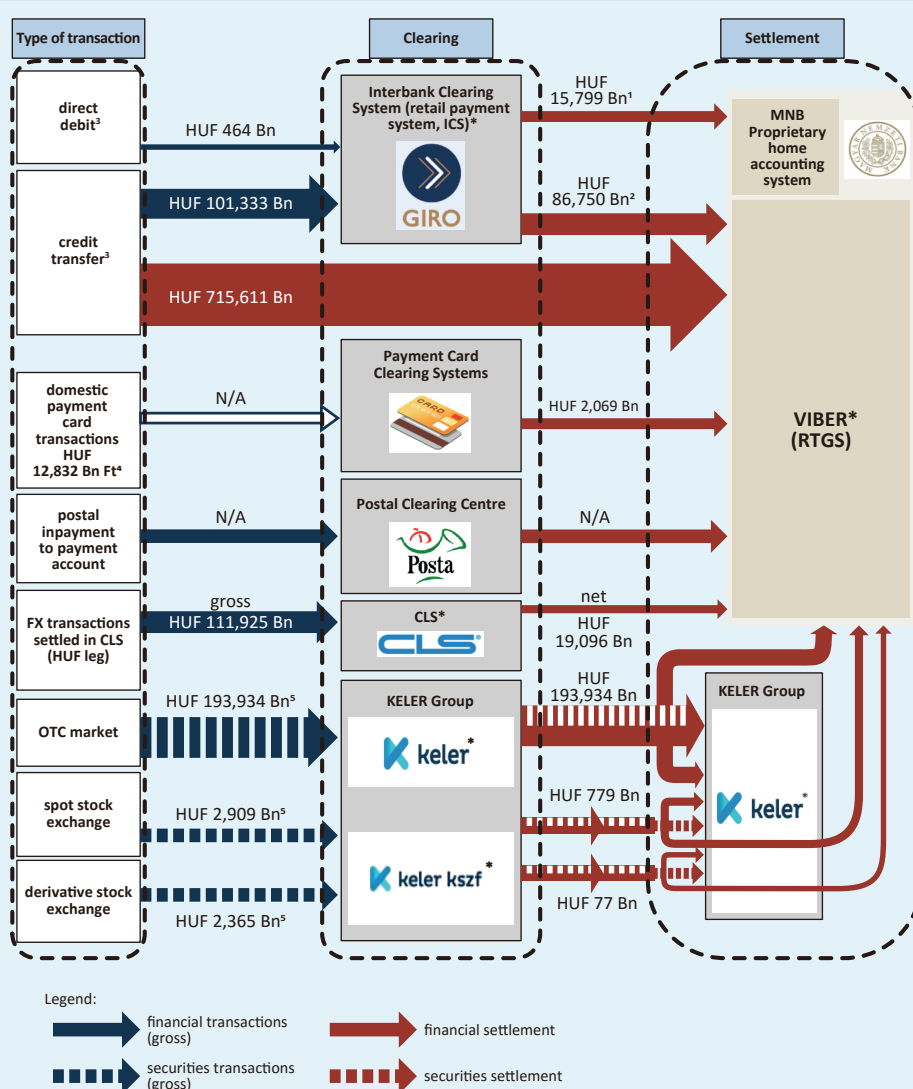 Type of transaction
Clearing
Settlement
direct
debit³
HUF 464 Bn
Interbank Clearing
System (retail payment
system, ICS)*
GIRO
HUF
15,799 Bn¹
MNB
Proprietary
home
accounting
system
MAGYAR NEMZETI BANK
credit
transfer³
HUF 101,333 Bn
HUF
86,750 Bn²
HUF 715,611 Bn
VIBER*
(RTGS)
domestic
payment
card
transactions
HUF
12,832 Bn Ft⁴
N/A
Payment Card
Clearing Systems
CARD
HUF 2,069 Bn
postal
inpayment
to payment
account
N/A
Postal Clearing Centre
Posta
N/A
FX transactions
settled in CLS
(HUF leg)
gross
HUF 111,925 Bn
CLS*
CLS
net
HUF
19,096 Bn
OTC market
HUF 193,934 Bn⁵
KELER Group
keler*
HUF
193,934 Bn
KELER Group
keler*
spot stock
exchange
HUF 2,909 Bn⁵
keler kszf*
HUF 779 Bn
derivative stock
exchange
HUF 2,365 Bn⁵
HUF 77 Bn
Legend:
financial transactions
(gross)
financial settlement
securities transactions
(gross)
securities settlement